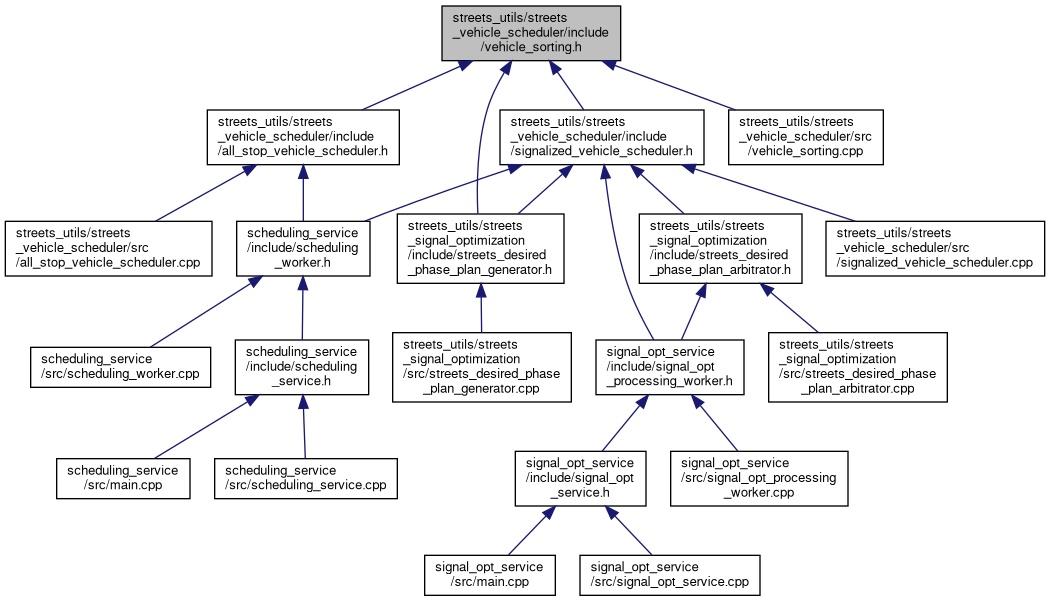 streets_utils/streets
_vehicle_scheduler/include
/vehicle_sorting.h
streets_utils/streets
_vehicle_scheduler/include
/all_stop_vehicle_scheduler.h
streets_utils/streets
_vehicle_scheduler/include
/signalized_vehicle_scheduler.h
streets_utils/streets
_vehicle_scheduler/src
/vehicle_sorting.cpp
streets_utils/streets
_vehicle_scheduler/src
/all_stop_vehicle_scheduler.cpp
scheduling_service
/include/scheduling
_worker.h
streets_utils/streets
_signal_optimization
/include/streets_desired
_phase_plan_generator.h
streets_utils/streets
_signal_optimization
/include/streets_desired
_phase_plan_arbitrator.h
streets_utils/streets
_vehicle_scheduler/src
/signalized_vehicle_scheduler.cpp
scheduling_service
/src/scheduling_worker.cpp
scheduling_service
/include/scheduling
_service.h
streets_utils/streets
_signal_optimization
/src/streets_desired_phase
_plan_generator.cpp
signal_opt_service
/include/signal_opt
_processing_worker.h
streets_utils/streets
_signal_optimization
/src/streets_desired_phase
_plan_arbitrator.cpp
scheduling_service
/src/main.cpp
scheduling_service
/src/scheduling_service.cpp
signal_opt_service
/include/signal_opt
_service.h
signal_opt_service
/src/signal_opt_processing
_worker.cpp
signal_opt_service
/src/main.cpp
signal_opt_service
/src/signal_opt_service.cpp